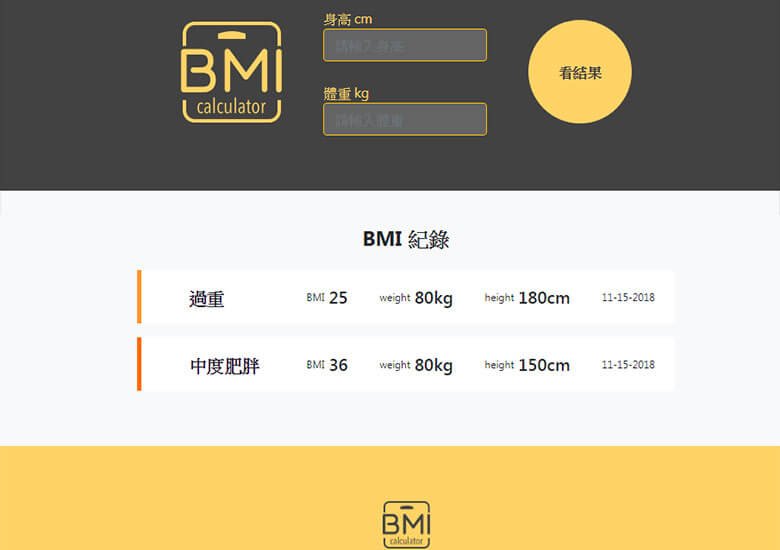 BMI
calculator
身高 cm
請輸入身高
體重 kg
請輸入體重
看結果
BMI 紀錄
過重 BMI 25 weight 80kg height 180cm 11-15-2018
中度肥胖 BMI 36 weight 80kg height 150cm 11-15-2018
BMI
calculator